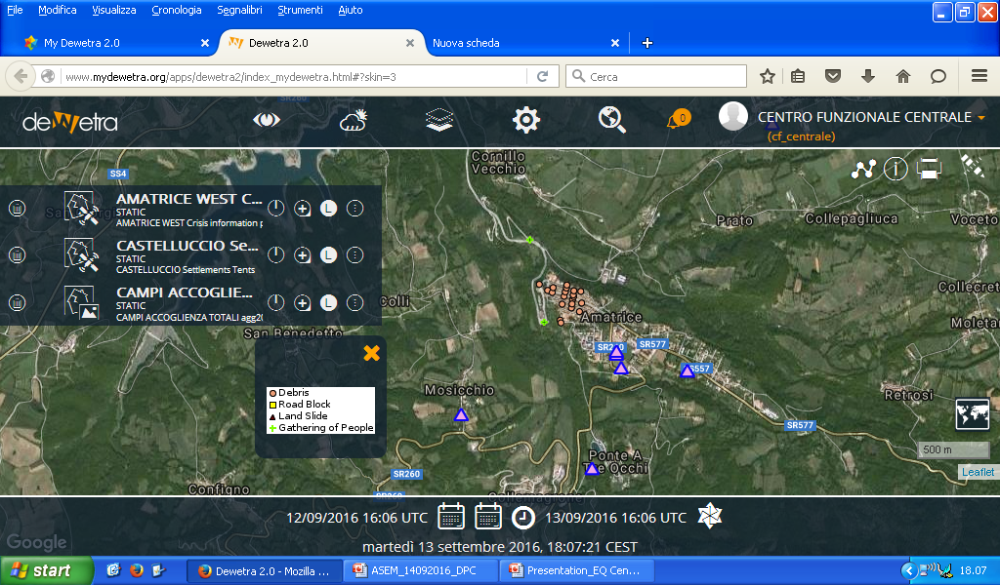 File Modifica Visualizza Cronologia Segnalibri Strumenti Aiuto
My Dewetra 2.0 Dewetra 2.0 Nuova scheda
www.mydewetra.org/apps/dewetra2/index_mydewetra.html#?skin=3 Cerca
SR260
dewetra 0 CENTRO FUNZIONALE CENTRALE
(cf_centrale)
Cornillo
Vecchio
SS4
AMATRICE WEST C...
STATIC
AMATRICE WEST Crisis information p
L
Prato Collepagliuca Voceto
CASTELLUCCIO Se...
STATIC
CASTELLUCCIO Settlements Tents
L
CAMPI ACCOGLIE...
STATIC
CAMPI ACCOGLIENZA TOTALI agg20
L
Colli
Collecret
Amatrice
Moleta
San Benedetto
SR260 SR577
S557
Debris
Road Block
Land Slide
Gathering of People
Mosicchio
Retrosi
SR577
500 m
Ponte A
Tre Occhi
Leaflet
SR260
Configno
SR260
12/09/2016 16:06 UTC 13/09/2016 16:06 UTC
martedì 13 settembre 2016, 18:07:21 CEST
Google
start Dewetra 2.0 - Mozilla ... ASEM_14092016_DPC Presentation_EQ Cen... 18.07